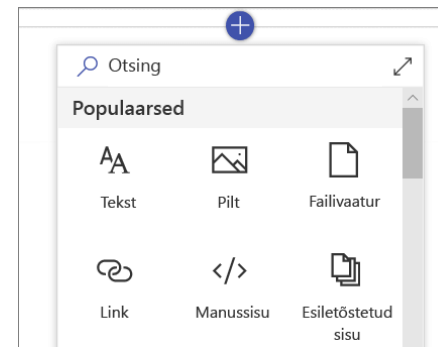 Otsing
Populaarsed
Tekst
Pilt
Failivaatur
Link
Manussisu
Esiletõstetud
sisu